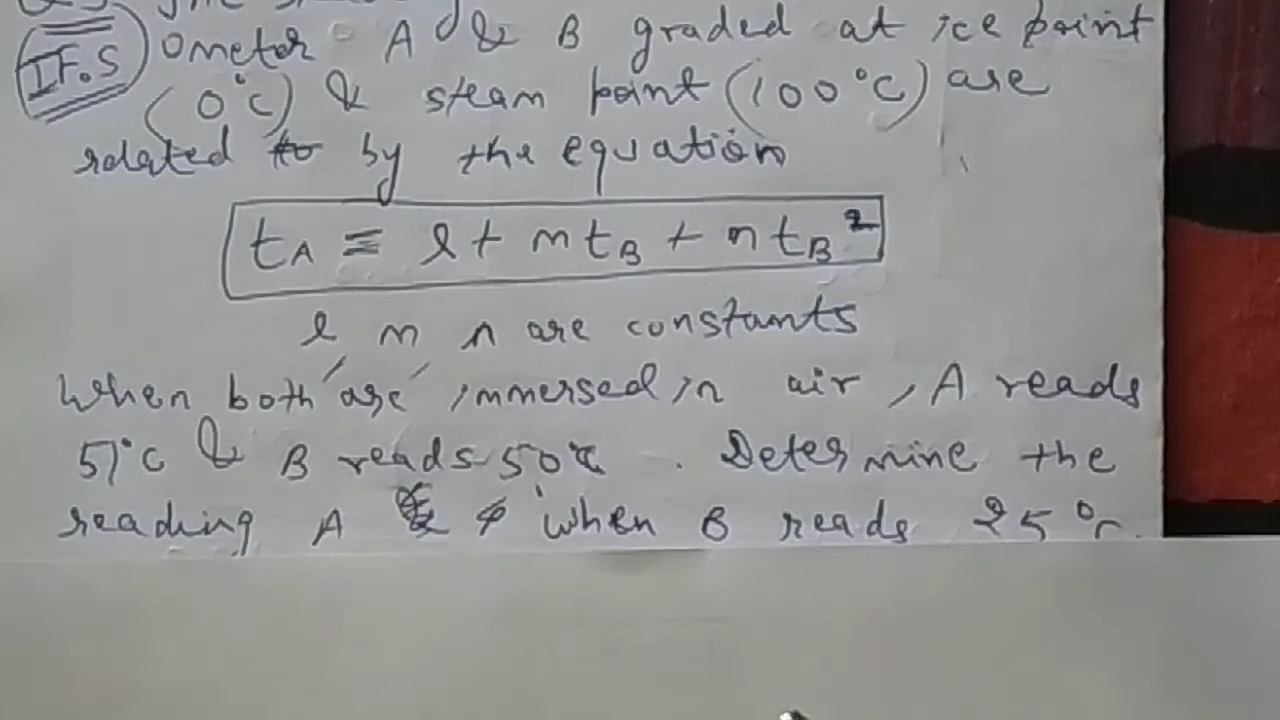 The
I.F.S ometer A & B graded at ice point
(0°C) & steam point (100°C) are
related to by the equation
tA = l + mtB + ntB²
l m n are constants
When both are immersed in air, A reads
51°C & B reads 50°C. Determine the
reading A when B reads 25°C.